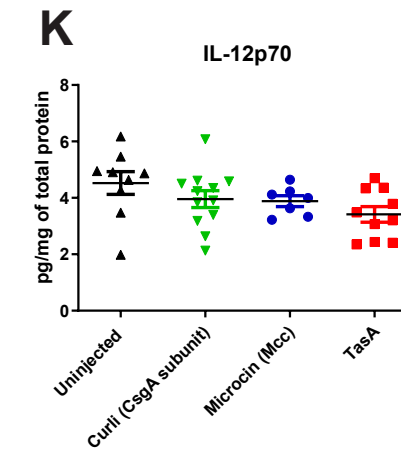 K
IL-12p70
pg/mg of total protein
8
6
4
2
0
Uninjected
Curli (CsgA subunit)
Microcin (Mcc)
TasA